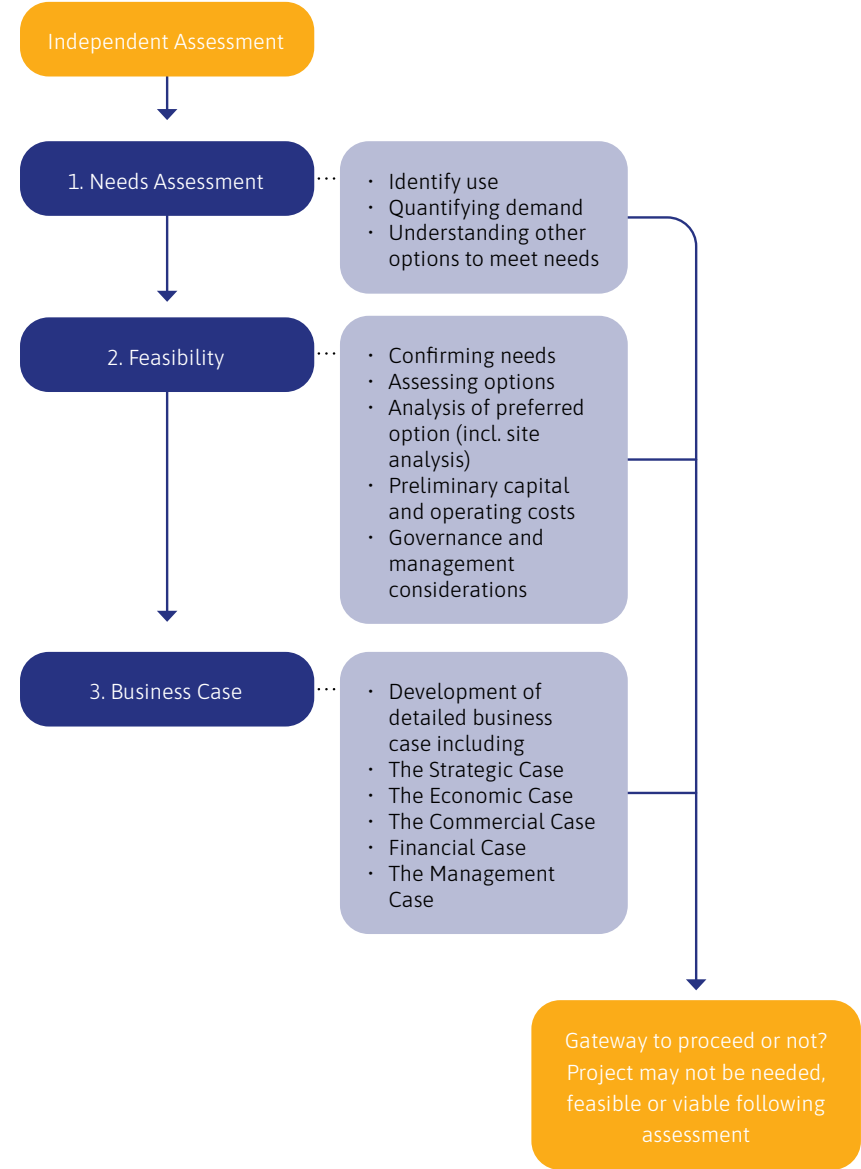 Independent Assessment
1. Needs Assessment
· Identify use
· Quantifying demand
· Understanding other
options to meet needs
2. Feasibility
· Confirming needs
· Assessing options
· Analysis of preferred
option (incl. site
analysis)
· Preliminary capital
and operating costs
· Governance and
management
considerations
3. Business Case
· Development of
detailed business
case including
· The Strategic Case
· The Economic Case
· The Commercial Case
· Financial Case
· The Management
Case
Gateway to proceed or not?
Project may not be needed,
feasible or viable following
assessment